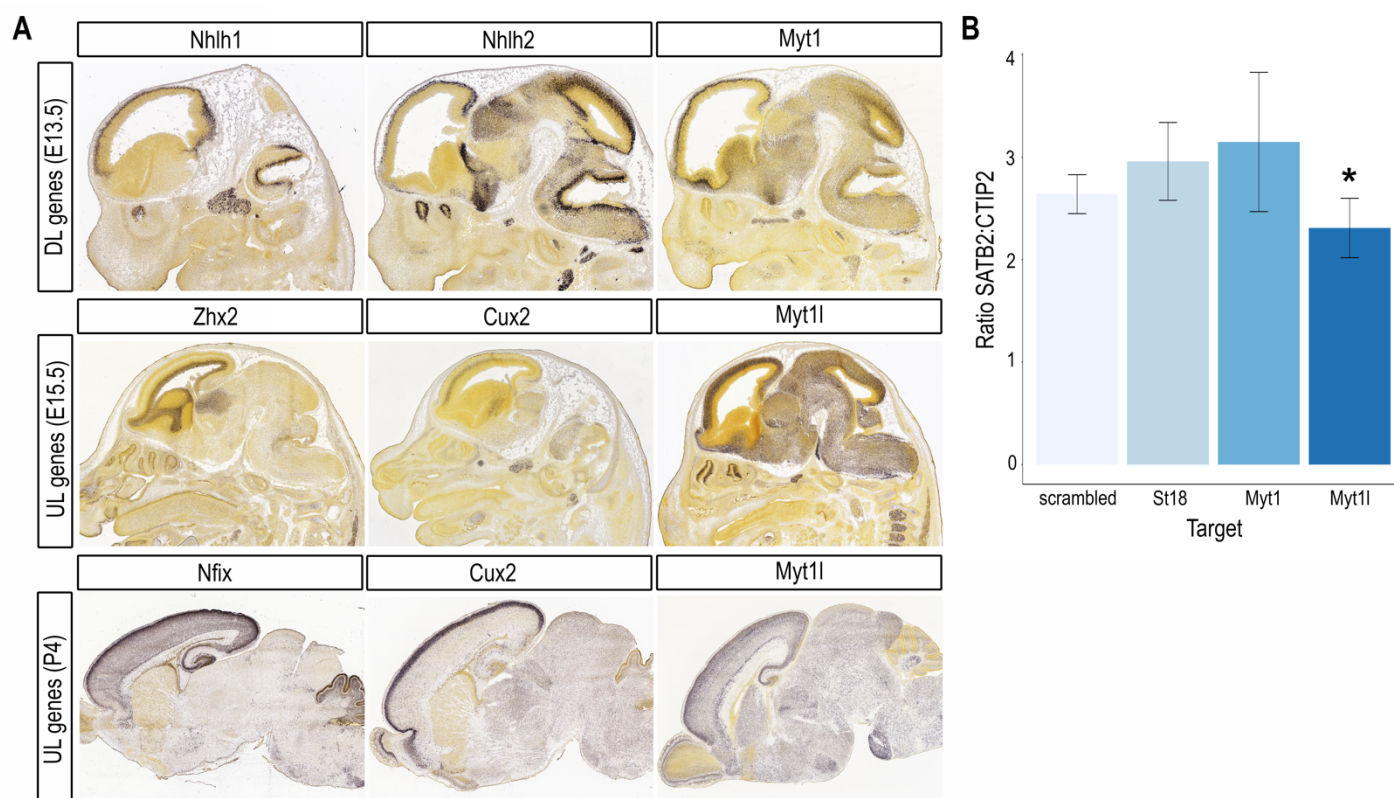 A
Nhlh1
Nhlh2
Myt1
DL genes (E13.5)
Zhx2
Cux2
Myt1l
UL genes (E15.5)
Nfix
Cux2
Myt1l
UL genes (P4)
B
Ratio SATB2:CTIP2
4
3
2
1
0
*
scrambled
St18
Myt1
Myt1l
Target